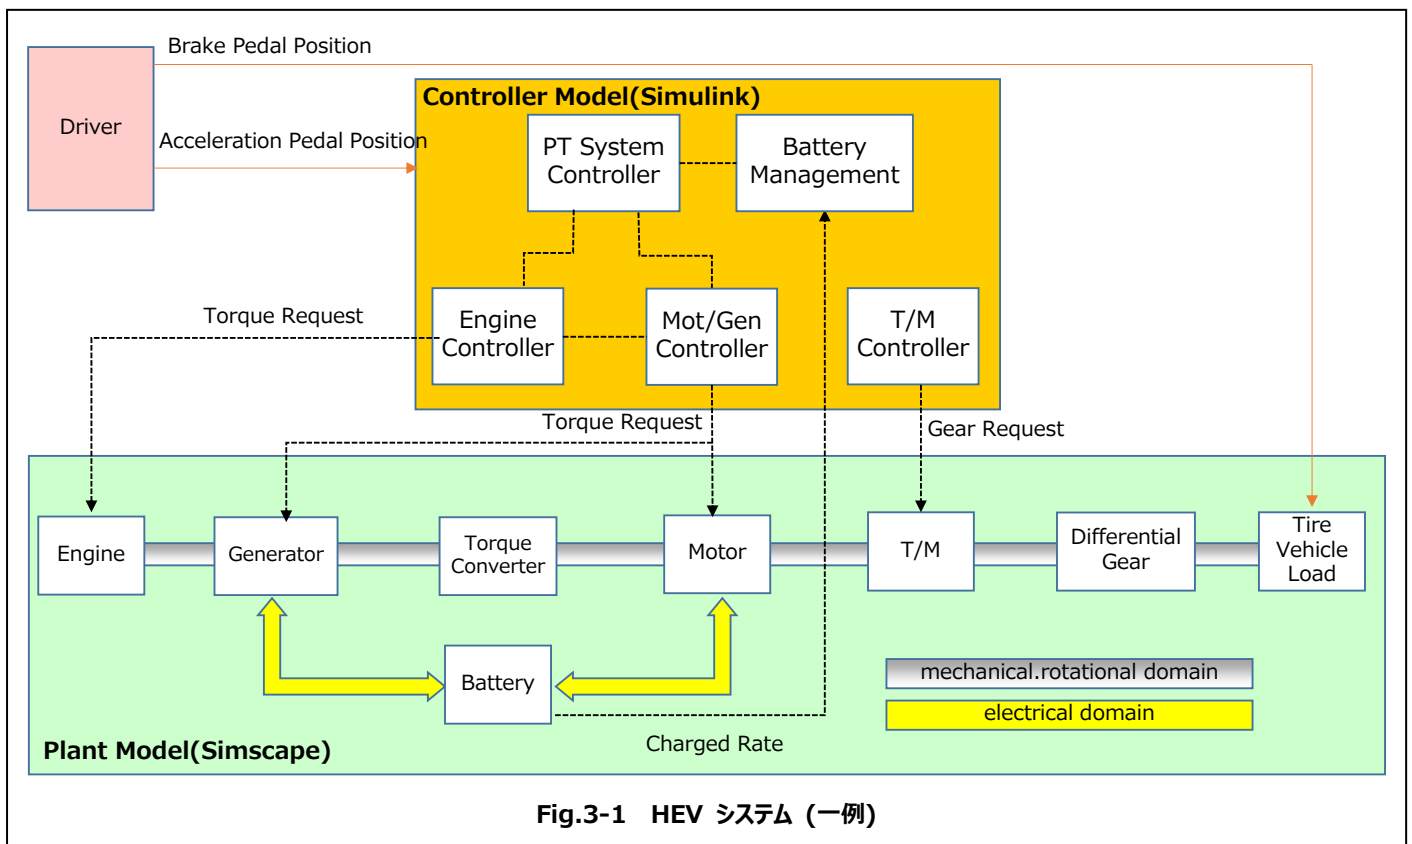 Brake Pedal Position
Driver
Acceleration Pedal Position
Controller Model(Simulink)
PT System
Controller
Battery
Management
Torque Request
Engine
Controller
Mot/Gen
Controller
T/M
Controller
Torque Request
Gear Request
Engine
Generator
Torque
Converter
Motor
T/M
Differential
Gear
Tire
Vehicle
Load
Battery
mechanical.rotational domain
electrical domain
Charged Rate
Plant Model(Simscape)
Fig.3-1 HEV システム (一例)